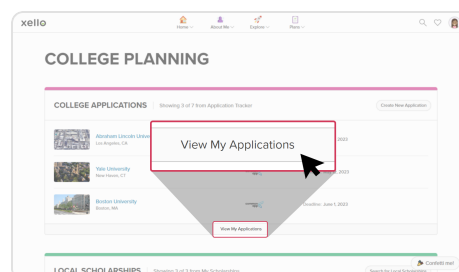 xello
Home
About Me
Explore
Plans
COLLEGE PLANNING
COLLEGE APPLICATIONS
Showing 3 of 7 from Application Tracker
Create New Application
Abraham Lincoln Unive
Los Angeles, CA
View My Applications
, 2025
Yale University
New Haven, CT
, 2025
Boston University
Boston, MA
Deadline: June 1, 2025
View My Applications
LOCAL SCHOLARSHIPS
Showing 3 of 3 from My Scholarships
Search for Local Scholarships
Confetti me!